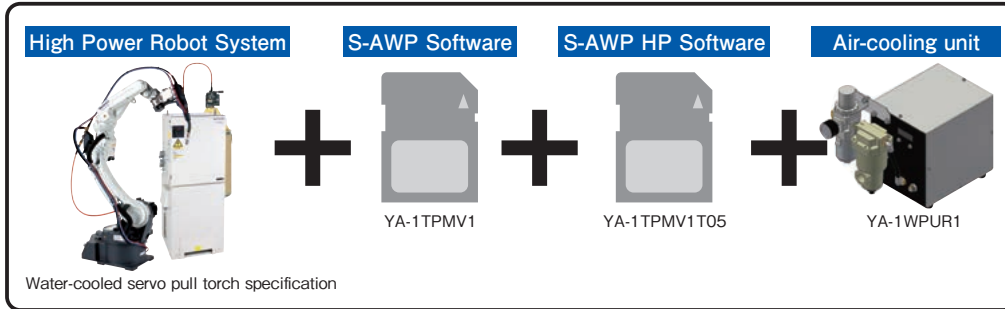 High Power Robot System
S-AWP Software
S-AWP HP Software
Air-cooling unit
YA-1TPMV1
YA-1TPMV1T05
YA-1WPUR1
Water-cooled servo pull torch specification